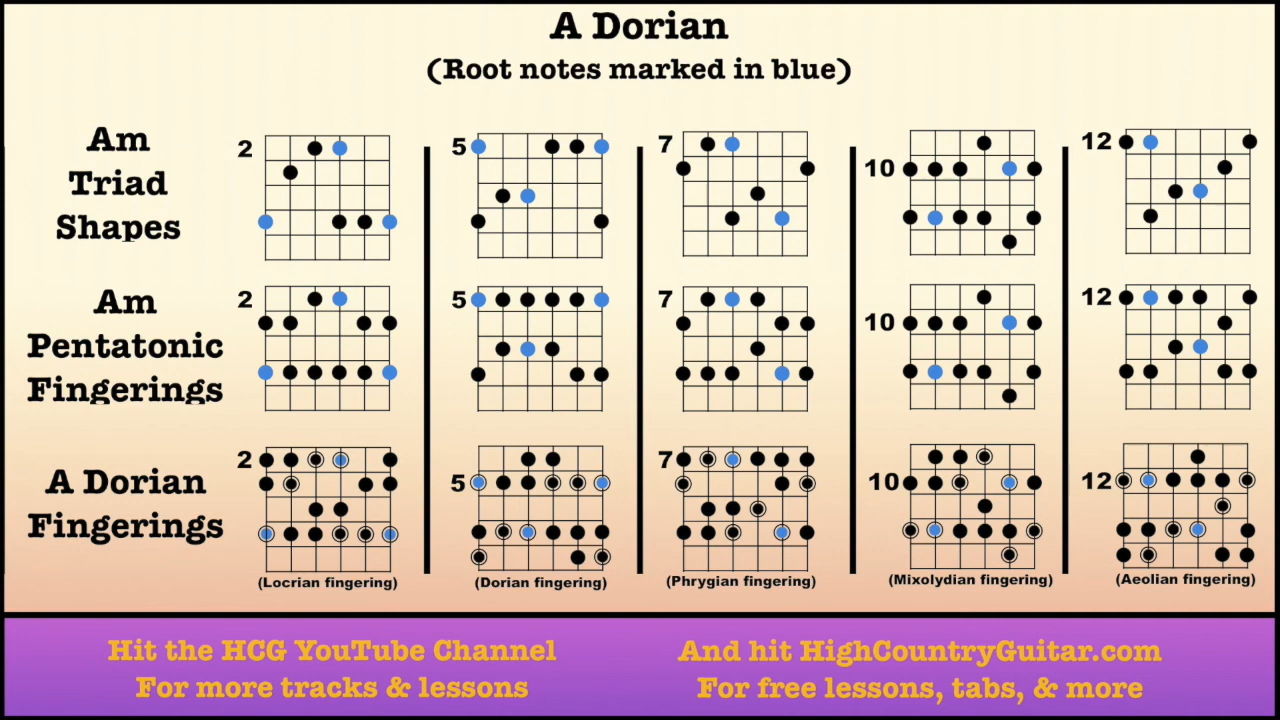 A Dorian
(Root notes marked in blue)
Am
Triad
Shapes
2
5
7
10
12
Am
Pentatonic
Fingerings
2
5
7
10
12
A Dorian
Fingerings
2
5
7
10
12
(Locrian fingering)
(Dorian fingering)
(Phrygian fingering)
(Mixolydian fingering)
(Aeolian fingering)
Hit the HCG YouTube Channel
For more tracks & lessons
And hit HighCountryGuitar.com
For free lessons, tabs, & more